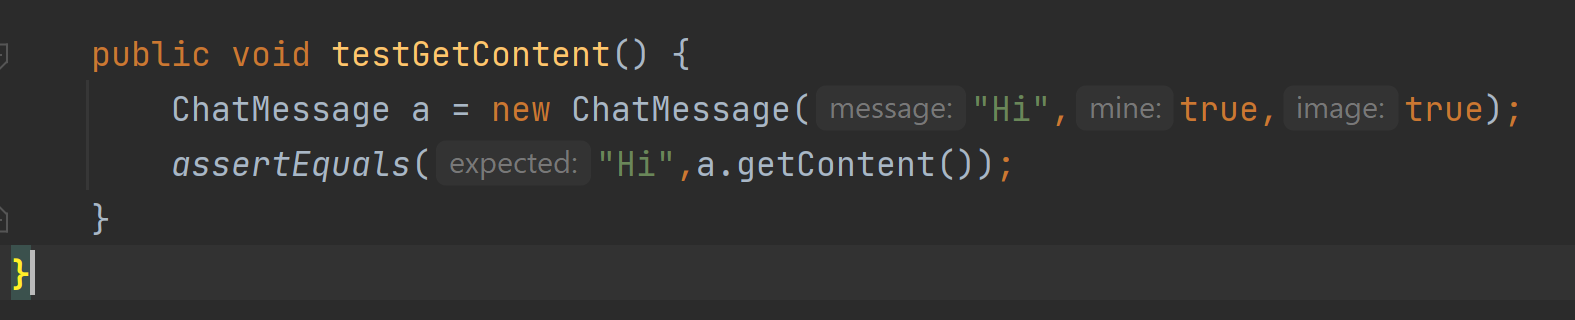 public void testGetContent() {
ChatMessage a = new ChatMessage( message: "Hi", mine: true, image: true);
assertEquals( expected: "Hi",a.getContent());
}
}